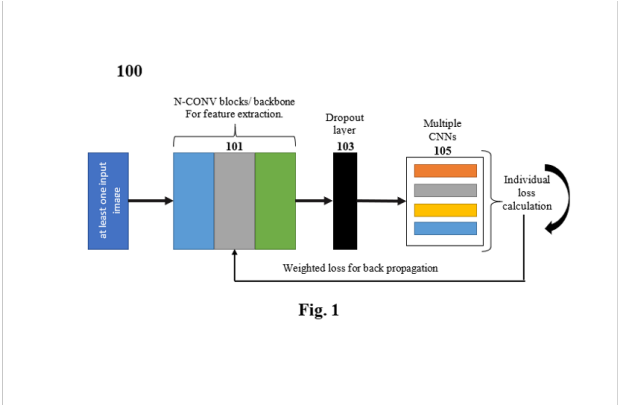 100
N-CONV blocks/ backbone
For feature extraction.
101
Dropout
layer
103
Multiple
CNNs
105
at least one input
image
Individual
loss
calculation
Weighted loss for back propagation
Fig. 1